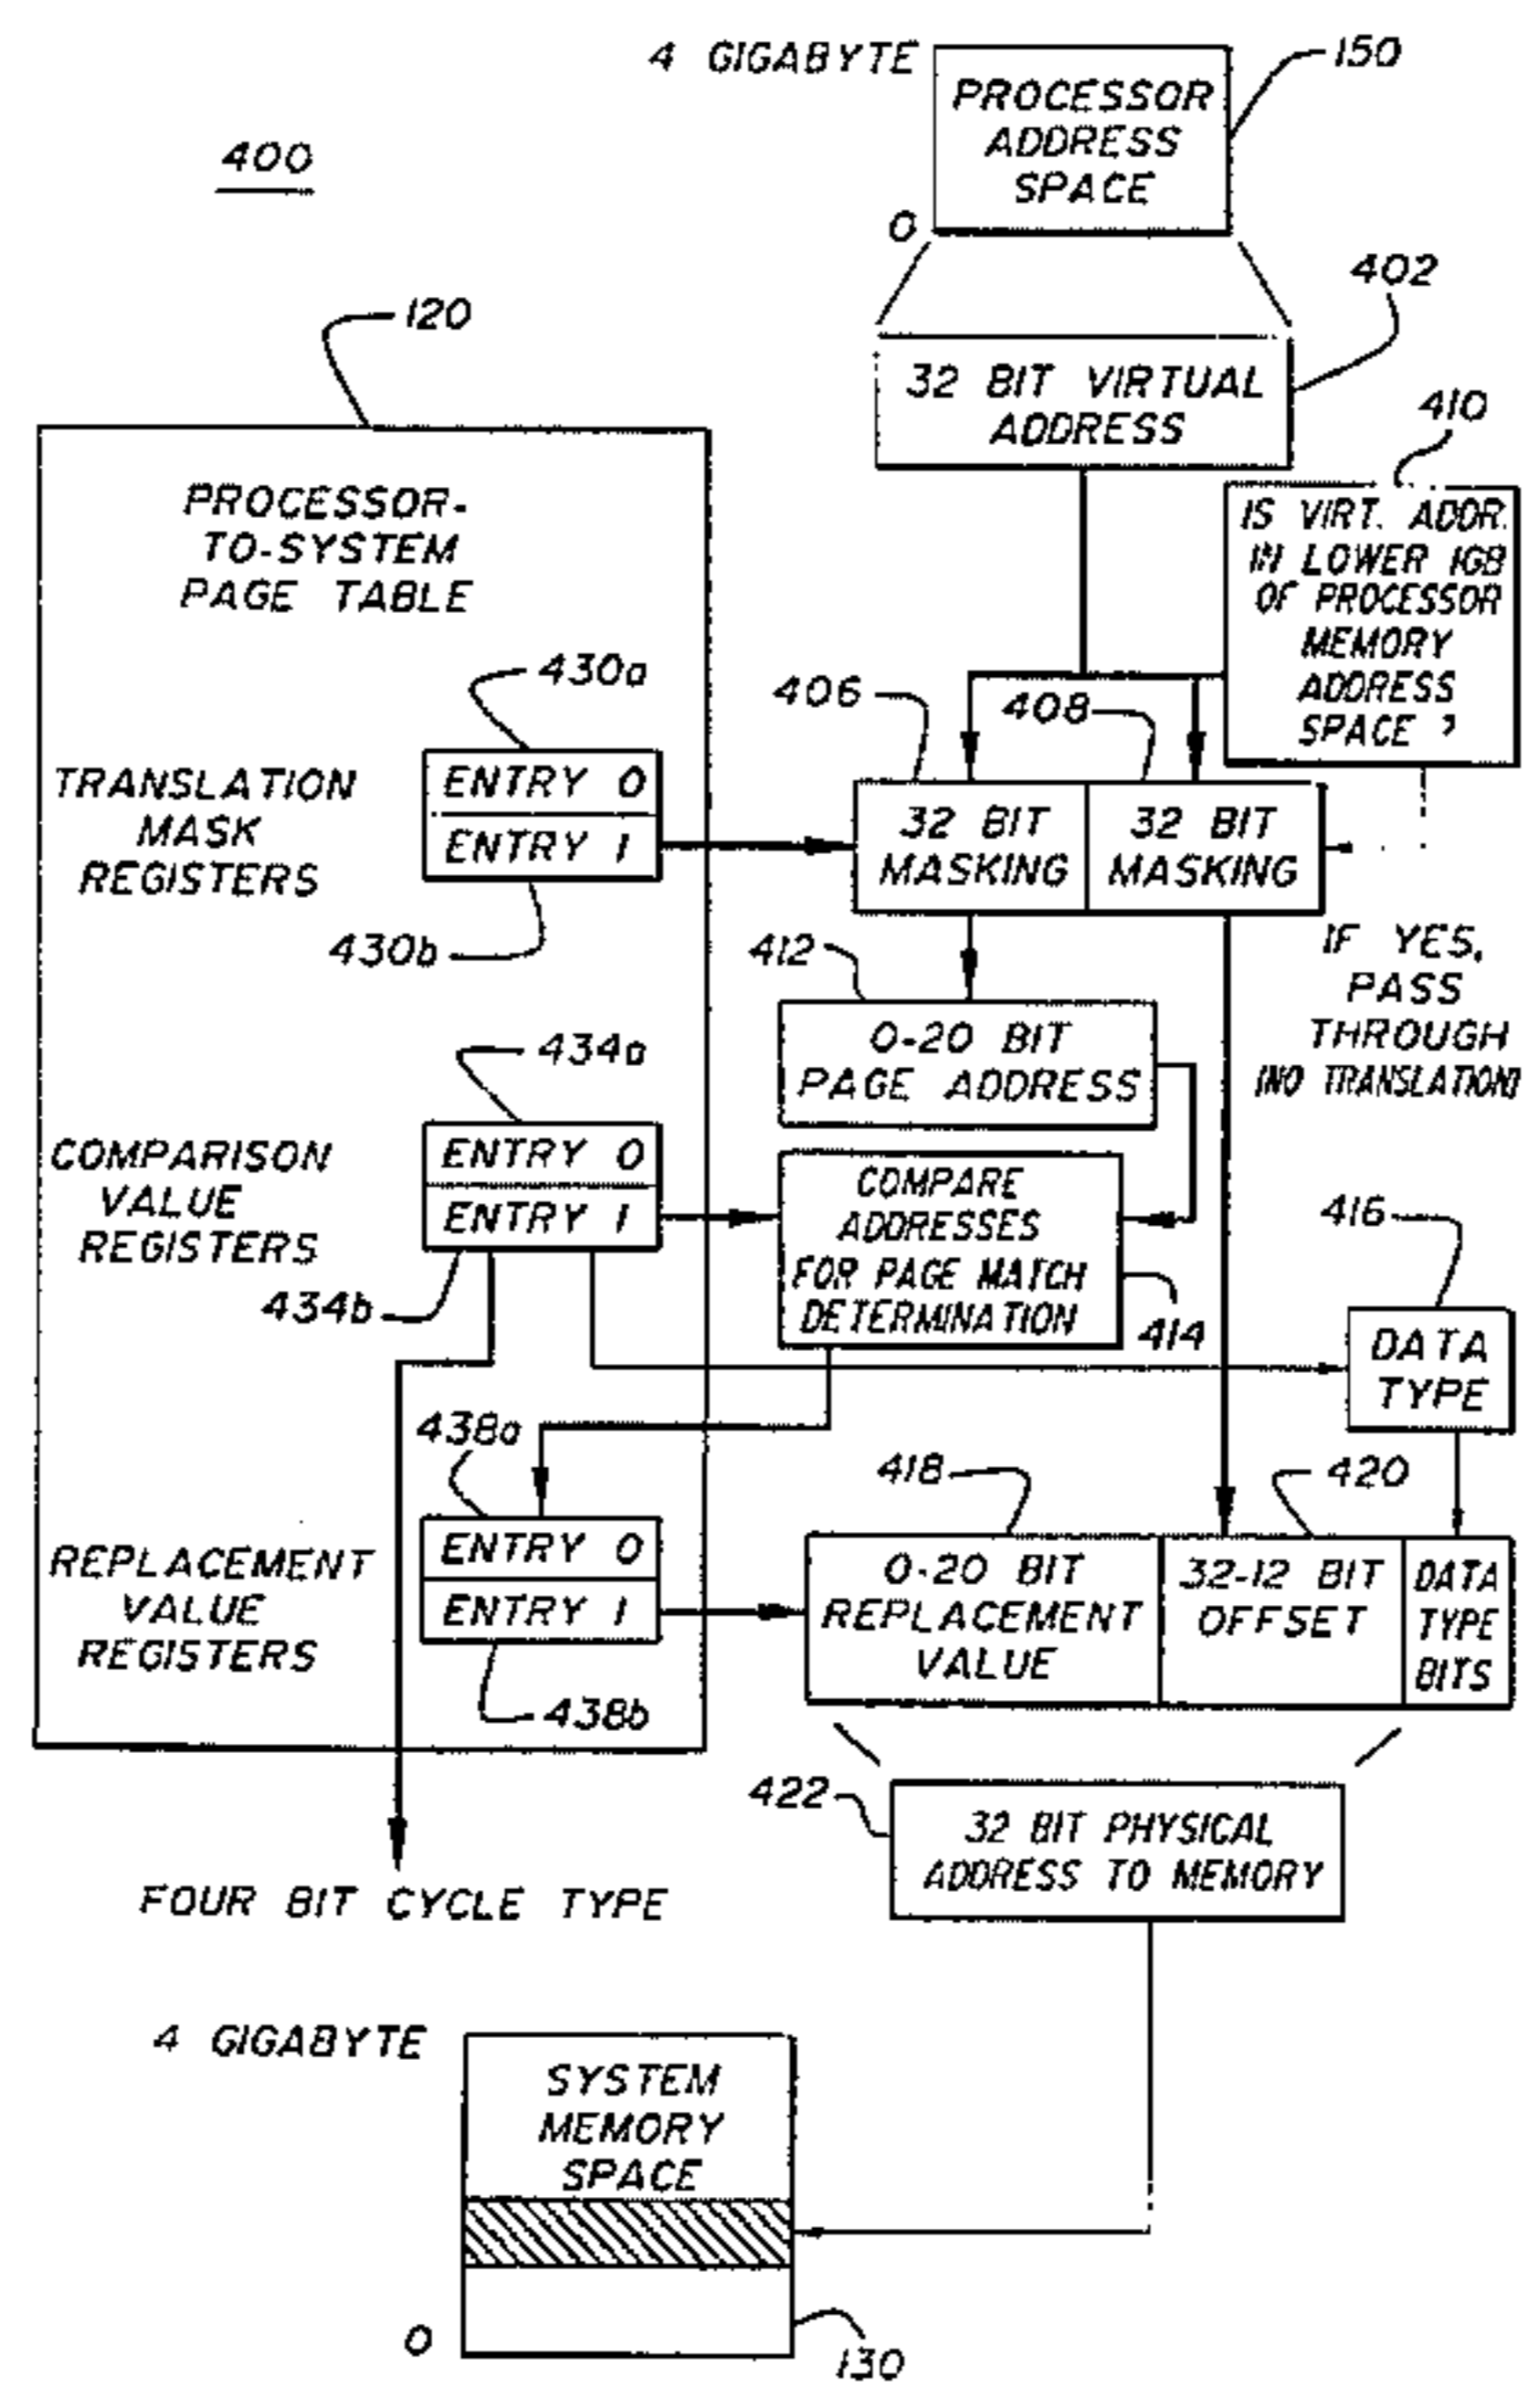 4 GIGABYTE
150
PROCESSOR
ADDRESS
SPACE
0
400
402
32 BIT VIRTUAL
ADDRESS
120
410
IS VIRT. ADDR.
IN LOWER 1GB
OF PROCESSOR
MEMORY
ADDRESS
SPACE ?
PROCESSOR-
TO-SYSTEM
PAGE TABLE
430a
406
408
TRANSLATION
MASK
REGISTERS
ENTRY 0
ENTRY 1
430b
32 BIT
MASKING
32 BIT
MASKING
IF YES,
PASS
THROUGH
(NO TRANSLATION)
412
0-20 BIT
PAGE ADDRESS
434a
COMPARISON
VALUE
REGISTERS
ENTRY 0
ENTRY 1
434b
COMPARE
ADDRESSES
FOR PAGE MATCH
DETERMINATION
414
416
DATA
TYPE
438a
418
420
REPLACEMENT
VALUE
REGISTERS
ENTRY 0
ENTRY 1
438b
0-20 BIT
REPLACEMENT
VALUE
32-12 BIT
OFFSET
DATA
TYPE
BITS
422
32 BIT PHYSICAL
ADDRESS TO MEMORY
FOUR BIT CYCLE TYPE
4 GIGABYTE
SYSTEM
MEMORY
SPACE
0
130